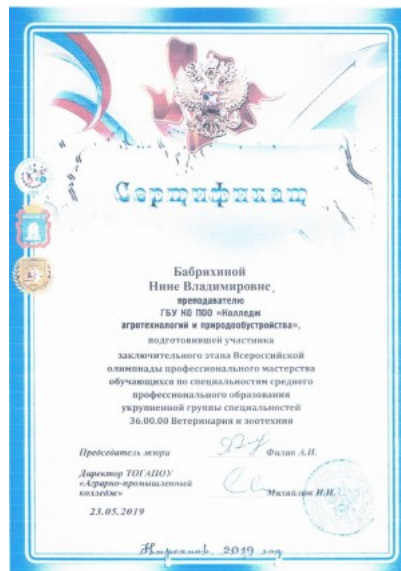 Сертификат
Бабрихиной
Нине Владимировне,
преподавателю
ГБУ КО ПОО «Колледж
агротехнологий и природообустройства»,
подготовившей участника
заключительного этапа Всероссийской
олимпиады профессионального мастерства
обучающихся по специальностям среднего
профессионального образования
укрупненной группы специальностей
36.00.00 Ветеринария и зоотехния
Председатель жюри Филин А.И.
Директор ТОГАПОУ
«Аграрно-промышленный
колледж» Михайлюк И.И.
23.05.2019
Кирсанов, 2019 год